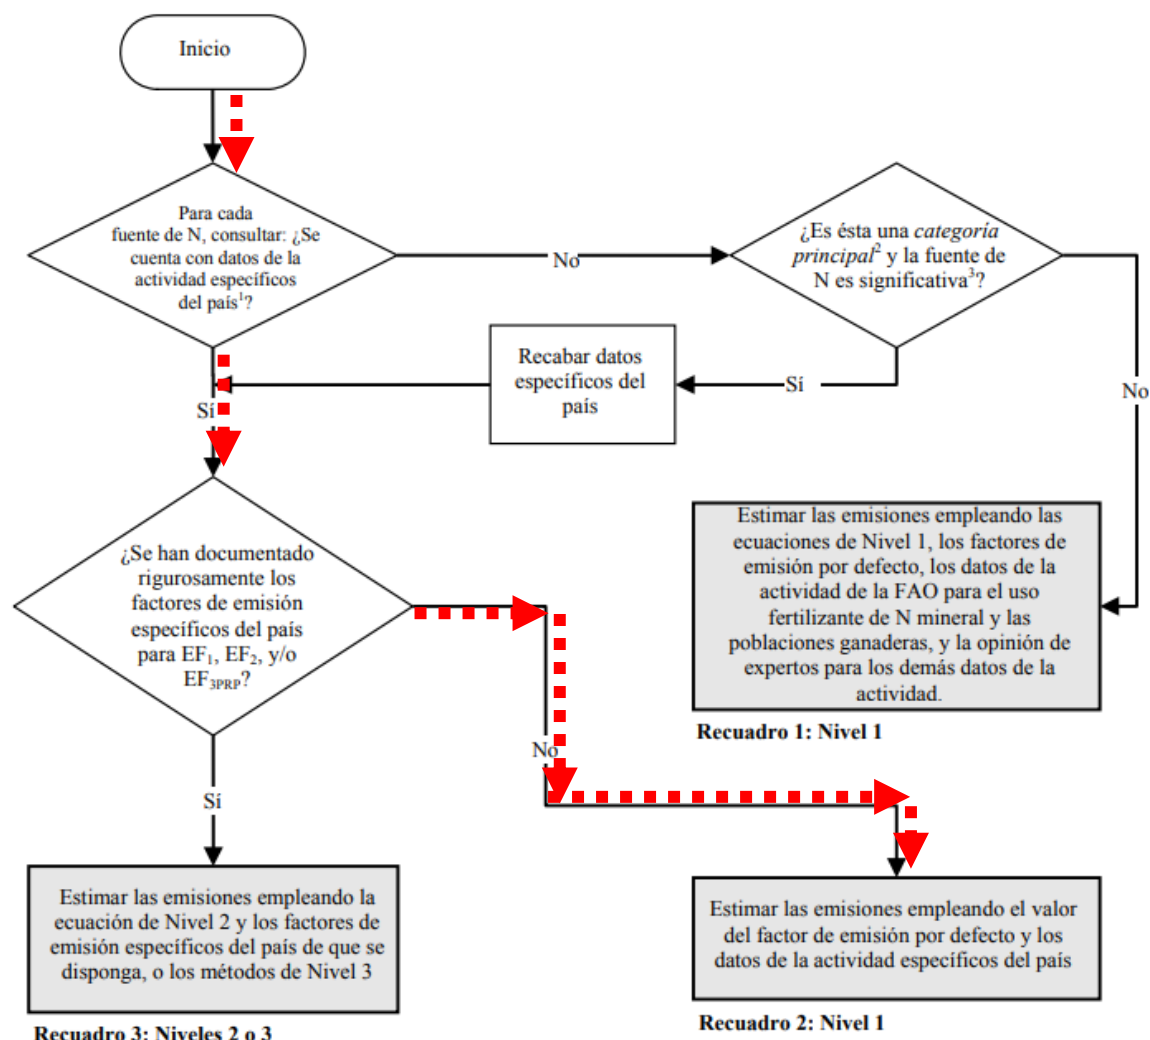 Inicio
Para cada
fuente de N, consultar: ¿Se
cuenta con datos de la
actividad específicos
del país¹?
No
¿Es ésta una categoría
principal² y la fuente de
N es significativa³?
Recabar datos
específicos del
país
Sí
No
Sí
¿Se han documentado
rigurosamente los
factores de emisión
específicos del país
para EF₁, EF₂, y/o
EF₃PRP?
Estimar las emisiones empleando las
ecuaciones de Nivel 1, los factores de
emisión por defecto, los datos de la
actividad de la FAO para el uso
fertilizante de N mineral y las
poblaciones ganaderas, y la opinión de
expertos para los demás datos de la
actividad.
Recuadro 1: Nivel 1
No
Sí
Estimar las emisiones empleando la
ecuación de Nivel 2 y los factores de
emisión específicos del país de que se
disponga, o los métodos de Nivel 3
Recuadro 3: Niveles 2 o 3
Estimar las emisiones empleando el valor
del factor de emisión por defecto y los
datos de la actividad específicos del país
Recuadro 2: Nivel 1